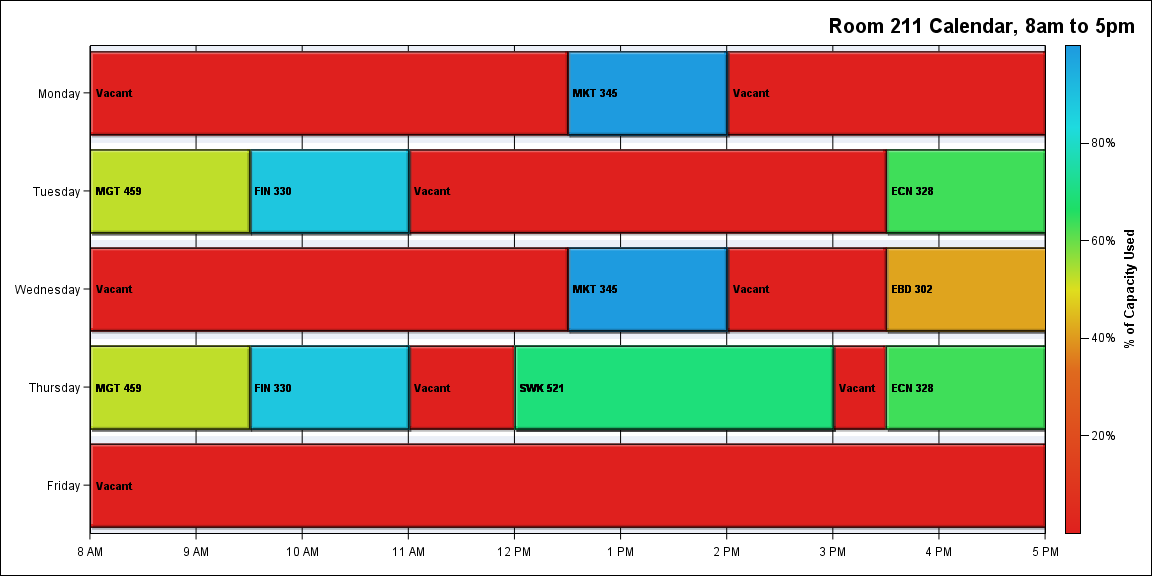 Room 211 Calendar, 8am to 5pm
Monday
Vacant
MKT 345
Vacant
Tuesday
MGT 459
FIN 330
Vacant
ECN 328
Wednesday
Vacant
MKT 345
Vacant
EBD 302
Thursday
MGT 459
FIN 330
Vacant
SWK 521
Vacant
ECN 328
Friday
Vacant
8 AM
9 AM
10 AM
11 AM
12 PM
1 PM
2 PM
3 PM
4 PM
5 PM
80%
60%
40%
20%
% of Capacity Used